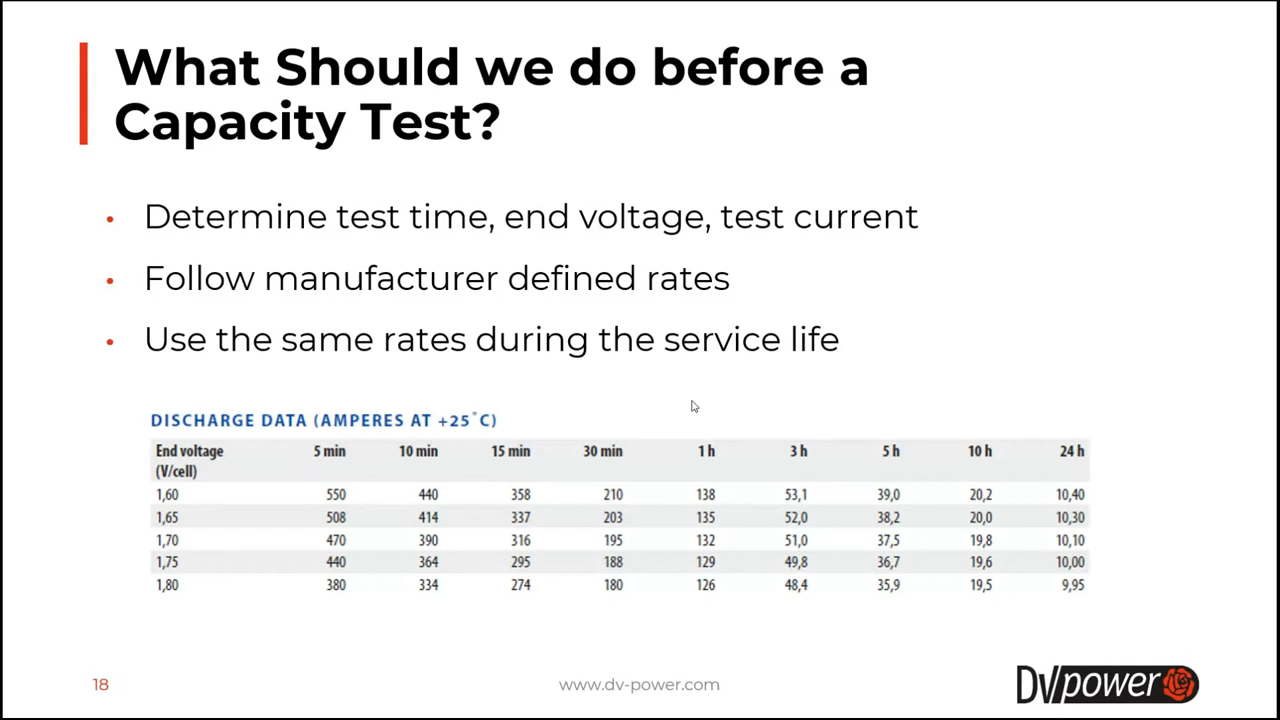 What Should we do before a
Capacity Test?
• Determine test time, end voltage, test current
• Follow manufacturer defined rates
• Use the same rates during the service life
DISCHARGE DATA (AMPERES AT +25°C)
End voltage (V/cell) 5 min 10 min 15 min 30 min 1 h 3 h 5 h 10 h 24 h
1,60 550 440 358 210 138 53,1 39,0 20,2 10,40
1,65 508 414 337 203 135 52,0 38,2 20,0 10,30
1,70 470 390 316 195 132 51,0 37,5 19,8 10,10
1,75 440 364 295 188 129 49,8 36,7 19,6 10,00
1,80 380 334 274 180 126 48,4 35,9 19,5 9,95
18
www.dv-power.com
DVpower